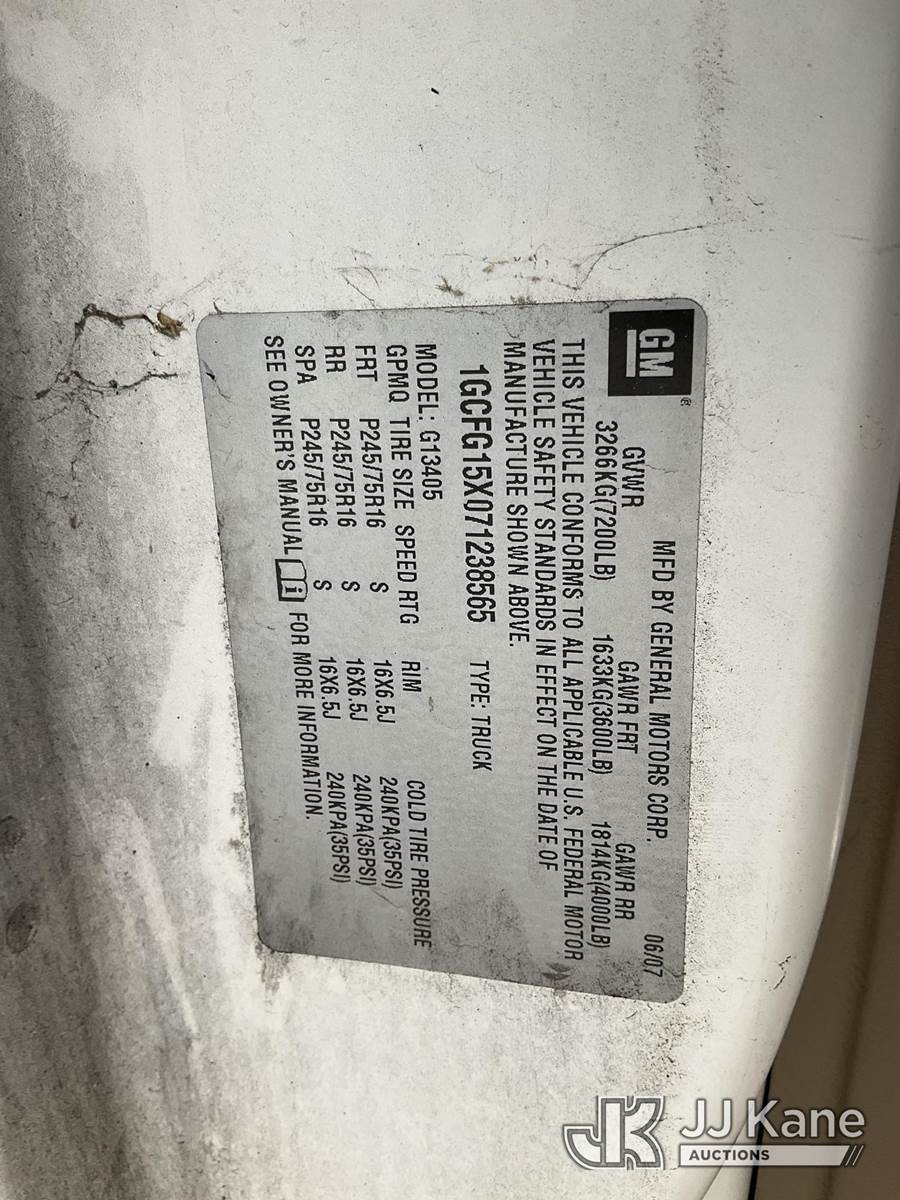 GM®
MFD BY GENERAL MOTORS CORP. 06/07
GVWR GAWR FRT GAWR RR
3266KG(7200LB) 1633KG(3600LB) 1814KG(4000LB)
THIS VEHICLE CONFORMS TO ALL APPLICABLE U.S. FEDERAL MOTOR
VEHICLE SAFETY STANDARDS IN EFFECT ON THE DATE OF
MANUFACTURE SHOWN ABOVE.
1GCFG15X071238565 TYPE: TRUCK
MODEL: G13405
GPMQ TIRE SIZE SPEED RTG RIM COLD TIRE PRESSURE
FRT P245/75R16 S 16X6.5J 240KPA(35PSI)
RR P245/75R16 S 16X6.5J 240KPA(35PSI)
SPA P245/75R16 S 16X6.5J 240KPA(35PSI)
SEE OWNER'S MANUAL FOR MORE INFORMATION.
JK JJ Kane
AUCTIONS